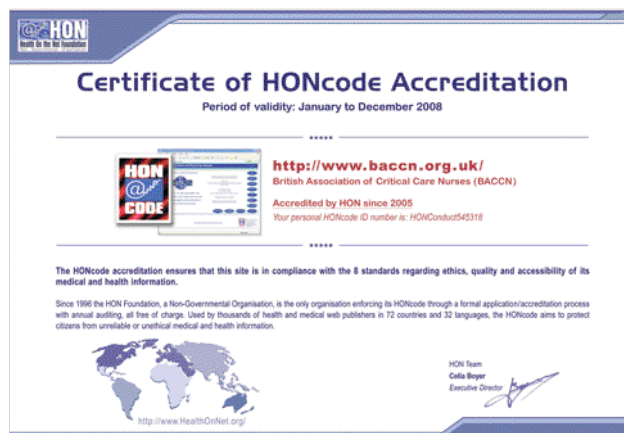 HON
Health On the Net Foundation
Certificate of HONcode Accreditation
Period of validity: January to December 2008
HON
@
CODE
http://www.baccn.org.uk/
British Association of Critical Care Nurses (BACCN)
Accredited by HON since 2005
Your personal HONcode ID number is: HONConduct545318
The HONcode accreditation ensures that this site is in compliance with the 8 standards regarding ethics, quality and accessibility of its
medical and health information.
Since 1996 the HON Foundation, a Non-Governmental Organisation, is the only organisation enforcing its HONcode through a formal application/accreditation process
with annual auditing, all free of charge. Used by thousands of health and medical web publishers in 72 countries and 32 languages, the HONcode aims to protect
citizens from unreliable or unethical medical and health information.
HON Team
Celia Boyer
Executive Director
http://www.HealthOnNet.org/